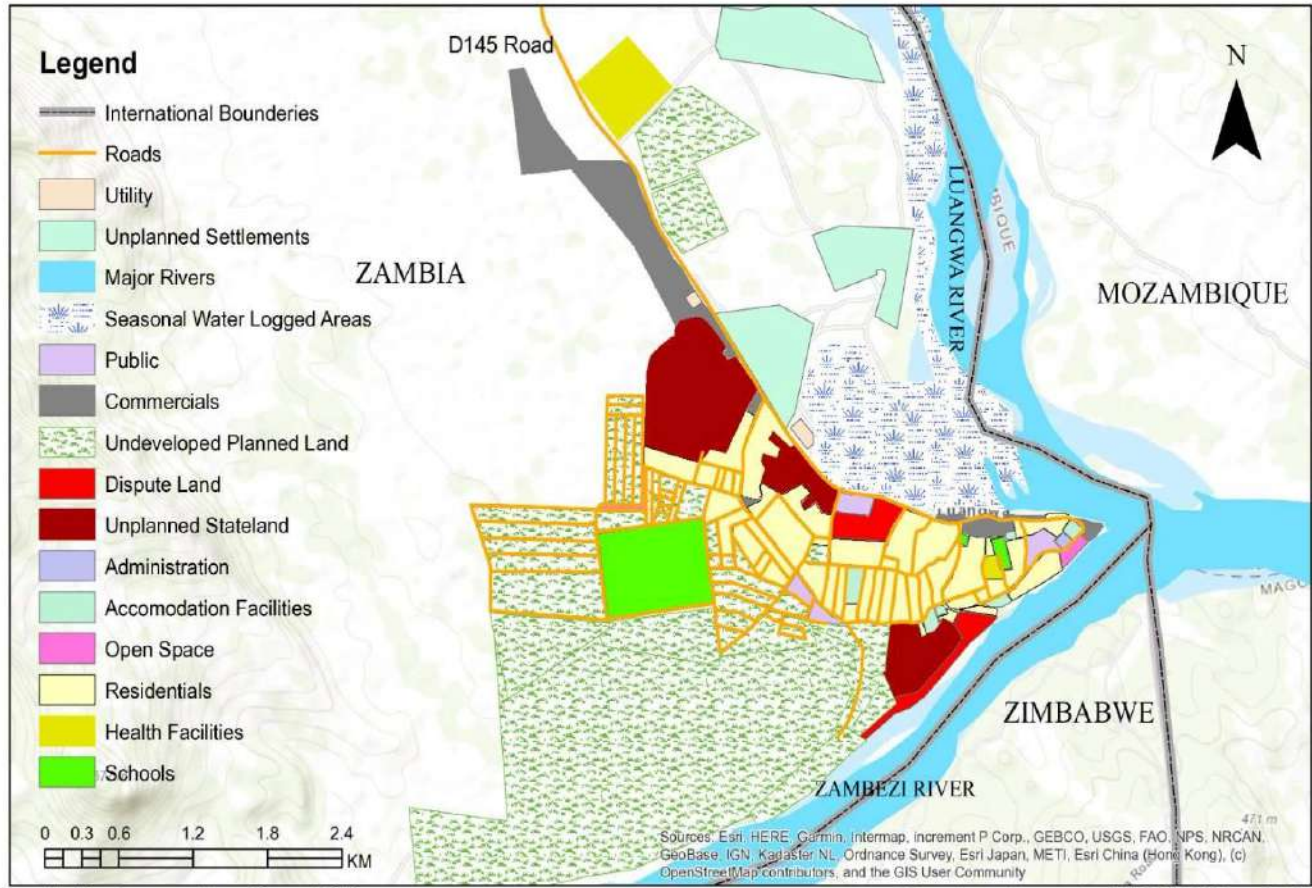 D145 Road
N
Legend
International Bounderies
Roads
Utility
Unplanned Settlements
Major Rivers
Seasonal Water Logged Areas
Public
Commercials
Undeveloped Planned Land
Dispute Land
Unplanned Stateland
Administration
Accomodation Facilities
Open Space
Residentials
Health Facilities
Schools
0 0.3 0.6 1.2 1.8 2.4
KM
ZAMBIA
LUANGWA RIVER
BIQUE
MOZAMBIQUE
Luangwa
MAGO
ZIMBABWE
ZAMBEZI RIVER
471 m
Sources: Esri, HERE, Garmin, Intermap, increment P Corp., GEBCO, USGS, FAO, NPS, NRCAN,
GeoBase, IGN, Kadaster NL, Ordnance Survey, Esri Japan, METI, Esri China (Hong Kong), (c)
OpenStreetMap contributors, and the GIS User Community